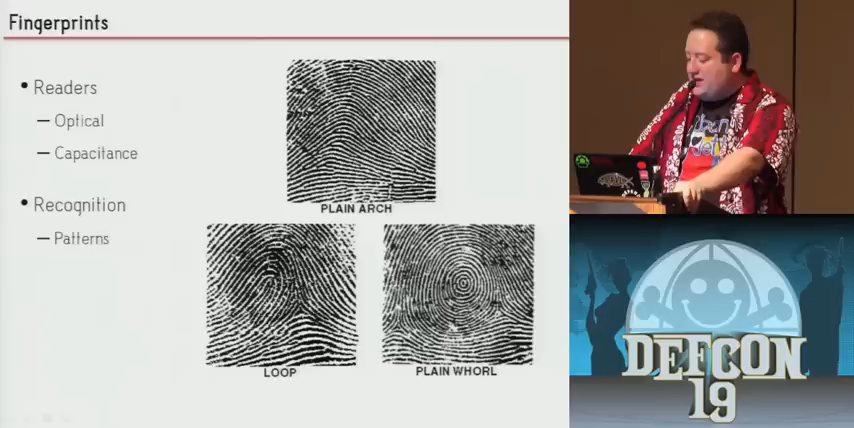 Fingerprints
• Readers
– Optical
– Capacitance
• Recognition
– Patterns
PLAIN ARCH
LOOP
PLAIN WHORL
DEFCON
19